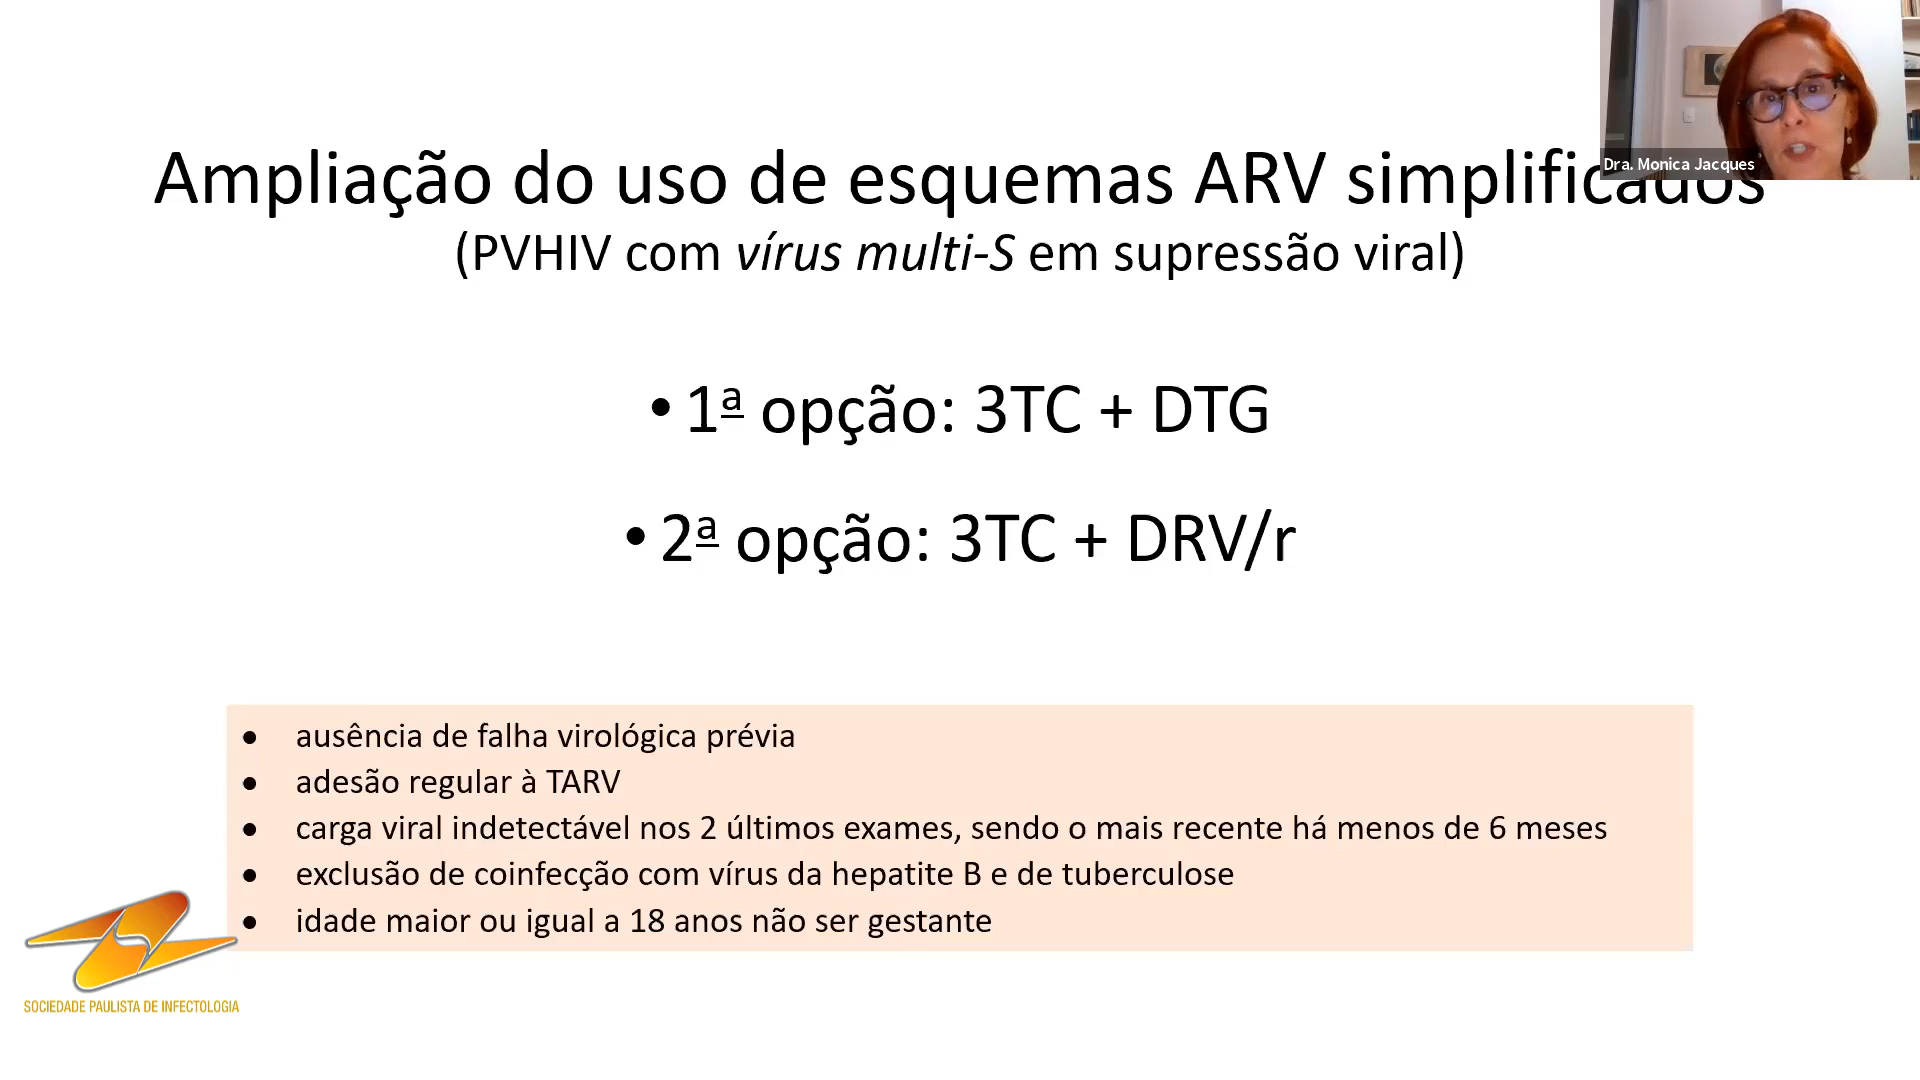 Ampliação do uso de esquemas ARV simplificados
Dra. Monica Jacques
(PVHIV com vírus multi-S em supressão viral)
• 1ª opção: 3TC + DTG
• 2ª opção: 3TC + DRV/r
• ausência de falha virológica prévia
• adesão regular à TARV
• carga viral indetectável nos 2 últimos exames, sendo o mais recente há menos de 6 meses
• exclusão de coinfecção com vírus da hepatite B e de tuberculose
• idade maior ou igual a 18 anos não ser gestante
SOCIEDADE PAULISTA DE INFECTOLOGIA